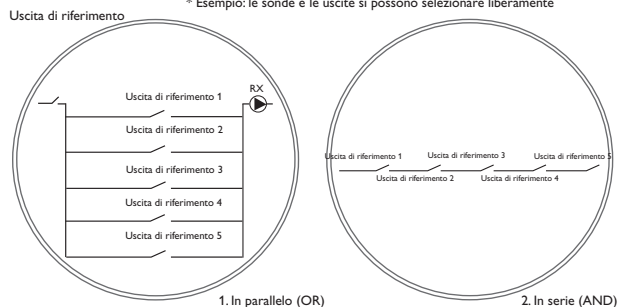 * Esempio: le sonde e le uscite si possono selezionare liberamente
Uscita di riferimento
RX
Uscita di riferimento 1
Uscita di riferimento 2
Uscita di riferimento 3
Uscita di riferimento 4
Uscita di riferimento 5
1. In parallelo (OR)
Uscita di riferimento 1
Uscita di riferimento 3
Uscita di riferimento 5
Uscita di riferimento 2
Uscita di riferimento 4
2. In serie (AND)